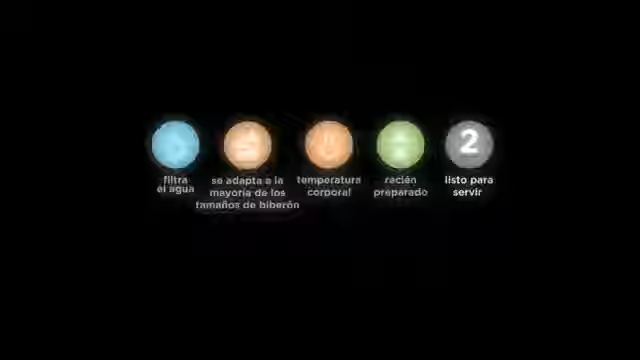 2
filtra
el agua
se adapta a la
mayoría de los
tamaños de biberón
temperatura
corporal
recién
preparado
listo para
servir